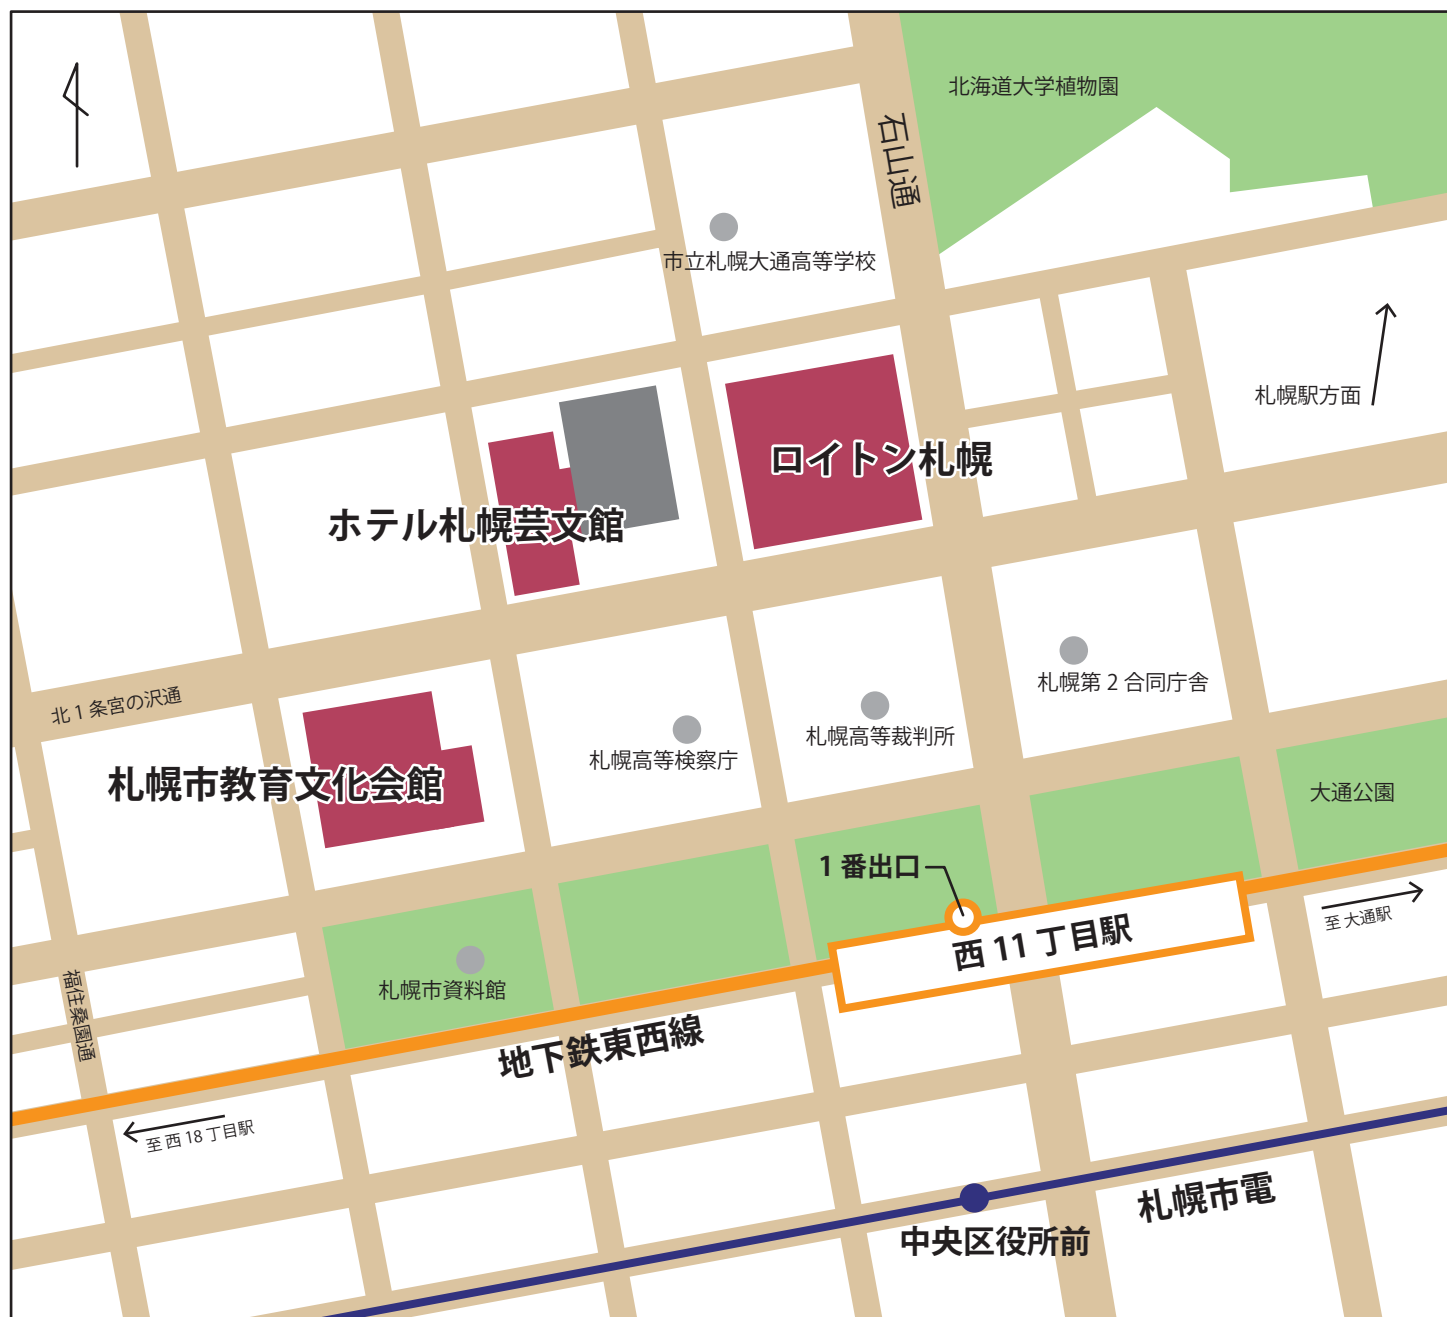 北海道大学植物園
石山通
市立札幌大通高等学校
札幌駅方面
ロイトン札幌
ホテル札幌芸文館
北1条宮の沢通
札幌第2合同庁舎
札幌高等裁判所
札幌高等検察庁
札幌市教育文化会館
大通公園
1番出口
至 大通駅
西11丁目駅
札幌市資料館
福住桑園通
地下鉄東西線
至 西18丁目駅
札幌市電
中央区役所前